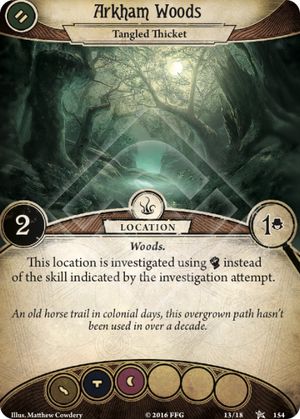 Arkham Woods
Tangled Thicket
2
1
LOCATION
Woods.
This location is investigated using instead
of the skill indicated by the investigation attempt.
An old horse trail in colonial days, this overgrown path hasn't
been used in over a decade.
Illus. Matthew Cowdery © 2016 FFG 13/18 154